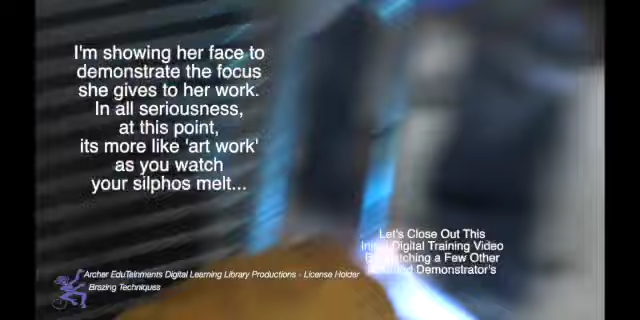 I'm showing her face to
demonstrate the focus
she gives to her work.
In all seriousness,
at this point,
its more like 'art work'
as you watch
your silphos melt...
Let's Close Out This
Initial Digital Training Video
By Watching a Few Other
Demonstrator's
Archer EduTainments Digital Learning Library Productions - License Holder
Brazing Techniques